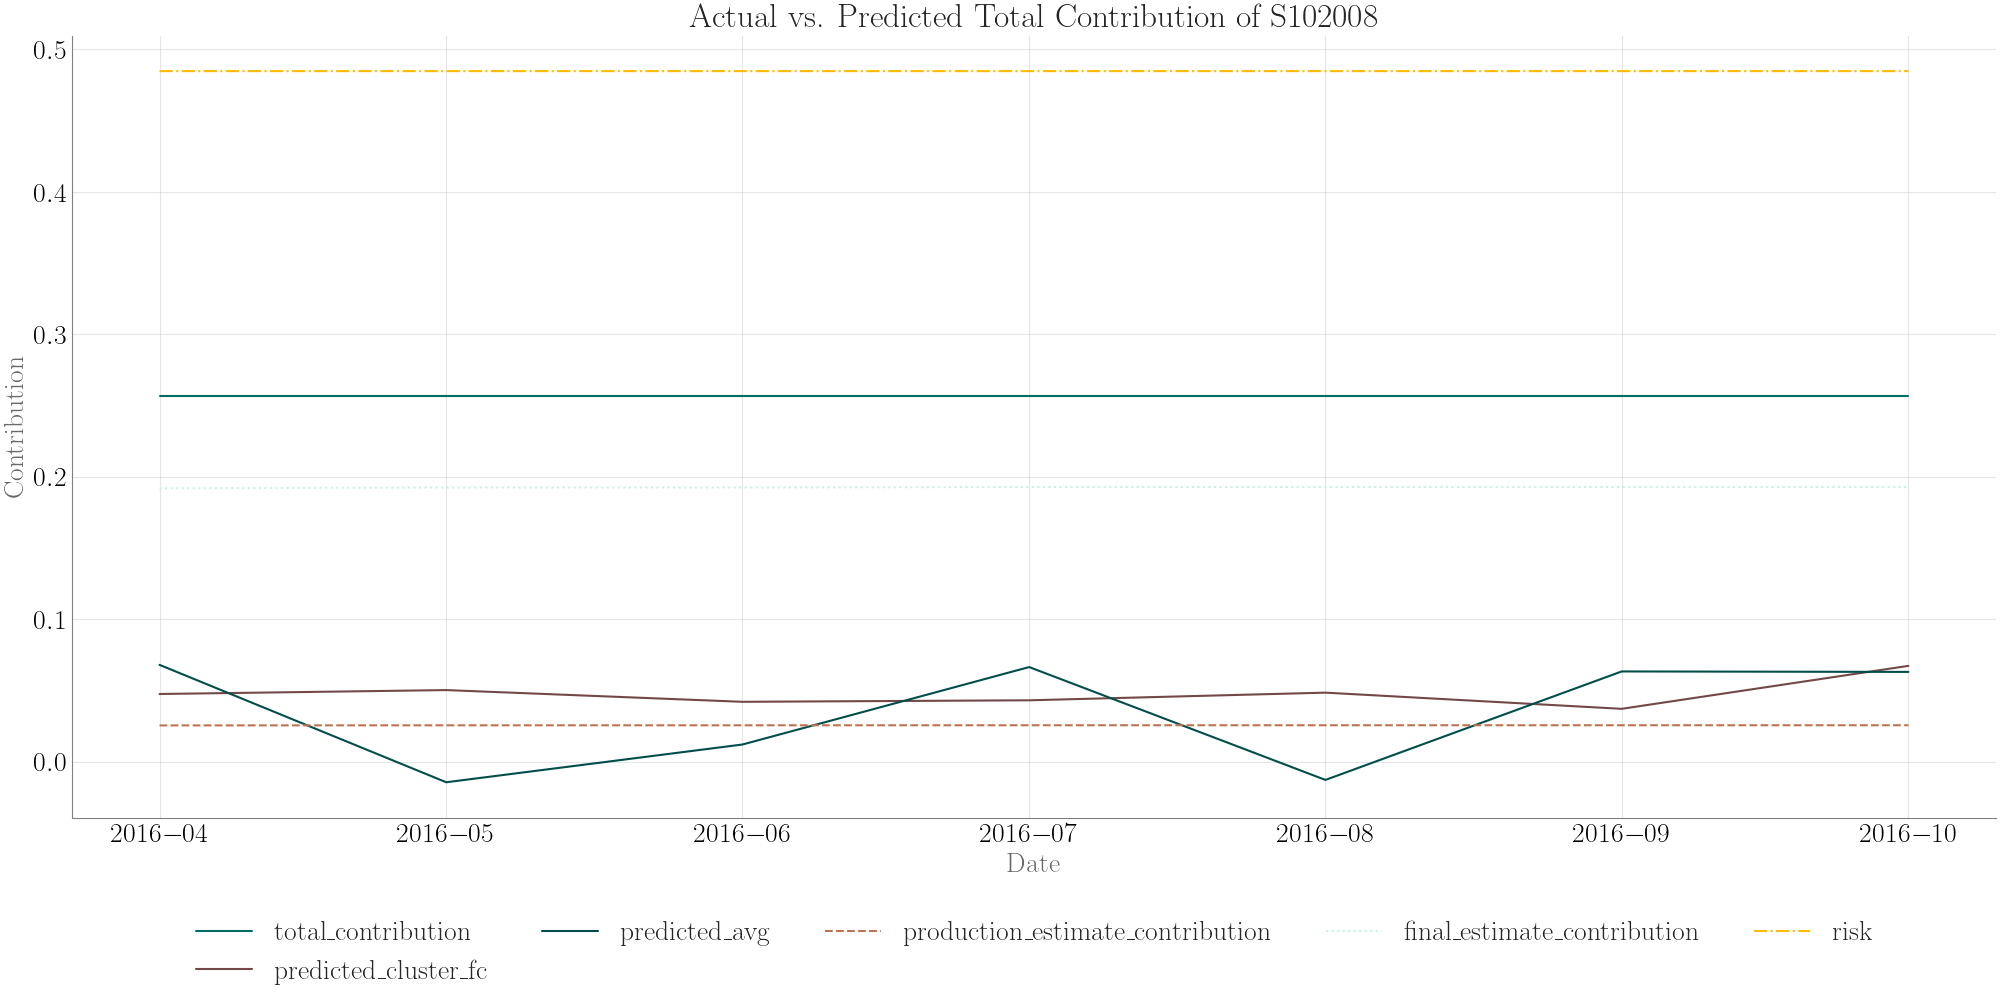 Actual vs. Predicted Total Contribution of S102008
0.5
0.4
0.3
0.2
0.1
0.0
Contribution
2016–04 2016–05 2016–06 2016–07 2016–08 2016–09 2016–10
Date
total_contribution predicted_avg production_estimate_contribution final_estimate_contribution risk
predicted_cluster_fc